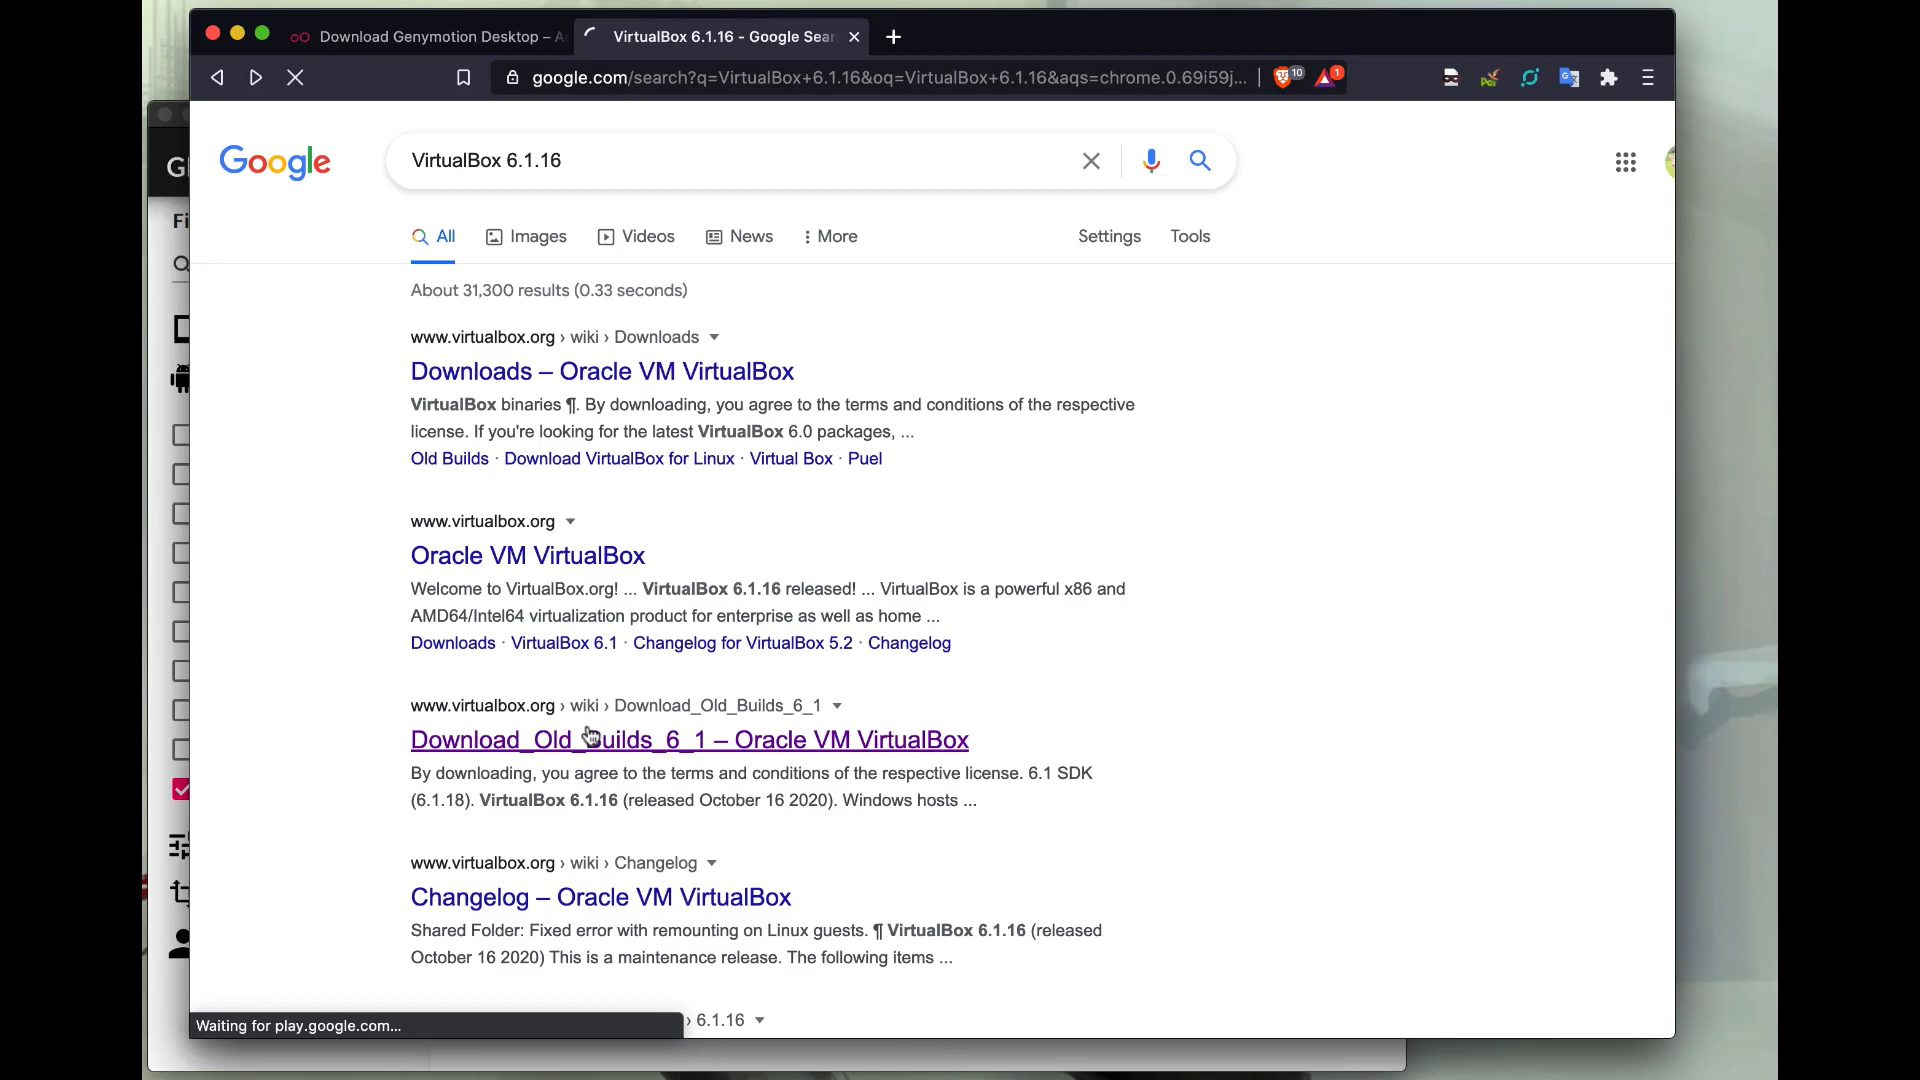 Download Genymotion Desktop – A
VirtualBox 6.1.16 - Google Sear
google.com/search?q=VirtualBox+6.1.16&oq=VirtualBox+6.1.16&aqs=chrome.0.69i59j...
10
1
Google
VirtualBox 6.1.16
All
Images
Videos
News
More
Settings
Tools
About 31,300 results (0.33 seconds)
www.virtualbox.org › wiki › Downloads
Downloads – Oracle VM VirtualBox
VirtualBox binaries ¶. By downloading, you agree to the terms and conditions of the respective
license. If you're looking for the latest VirtualBox 6.0 packages, ...
Old Builds · Download VirtualBox for Linux · Virtual Box · Puel
www.virtualbox.org
Oracle VM VirtualBox
Welcome to VirtualBox.org! ... VirtualBox 6.1.16 released! ... VirtualBox is a powerful x86 and
AMD64/Intel64 virtualization product for enterprise as well as home ...
Downloads · VirtualBox 6.1 · Changelog for VirtualBox 5.2 · Changelog
www.virtualbox.org › wiki › Download_Old_Builds_6_1
Download_Old_Builds_6_1 – Oracle VM VirtualBox
By downloading, you agree to the terms and conditions of the respective license. 6.1 SDK
(6.1.18). VirtualBox 6.1.16 (released October 16 2020). Windows hosts ...
www.virtualbox.org › wiki › Changelog
Changelog – Oracle VM VirtualBox
Shared Folder: Fixed error with remounting on Linux guests. ¶ VirtualBox 6.1.16 (released
October 16 2020) This is a maintenance release. The following items ...
› 6.1.16
Waiting for play.google.com...